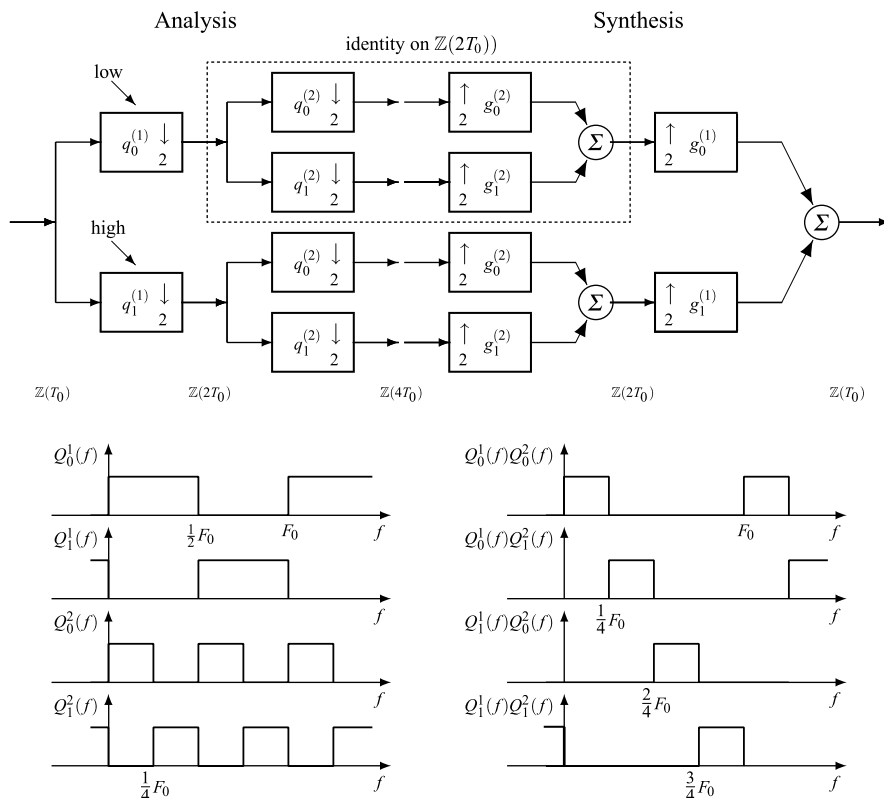 Analysis Synthesis
identity on ℤ(2T₀))
low
q₀⁽¹⁾ ↓ 2
q₀⁽²⁾ ↓ 2
↑ 2 g₀⁽²⁾
Σ
↑ 2 g₀⁽¹⁾
q₁⁽²⁾ ↓ 2
↑ 2 g₁⁽²⁾
Σ
high
q₁⁽¹⁾ ↓ 2
q₀⁽²⁾ ↓ 2
↑ 2 g₀⁽²⁾
Σ
↑ 2 g₁⁽¹⁾
q₁⁽²⁾ ↓ 2
↑ 2 g₁⁽²⁾
ℤ(T₀) ℤ(2T₀) ℤ(4T₀) ℤ(2T₀) ℤ(T₀)
Q₀¹(f)
½F₀ F₀ f
Q₁¹(f)
f
Q₀²(f)
f
Q₁²(f)
¼F₀ f
Q₀¹(f)Q₀²(f)
F₀ f
Q₀¹(f)Q₁²(f)
¼F₀ f
Q₁¹(f)Q₀²(f)
2/4 F₀ f
Q₁¹(f)Q₁²(f)
¾F₀ f